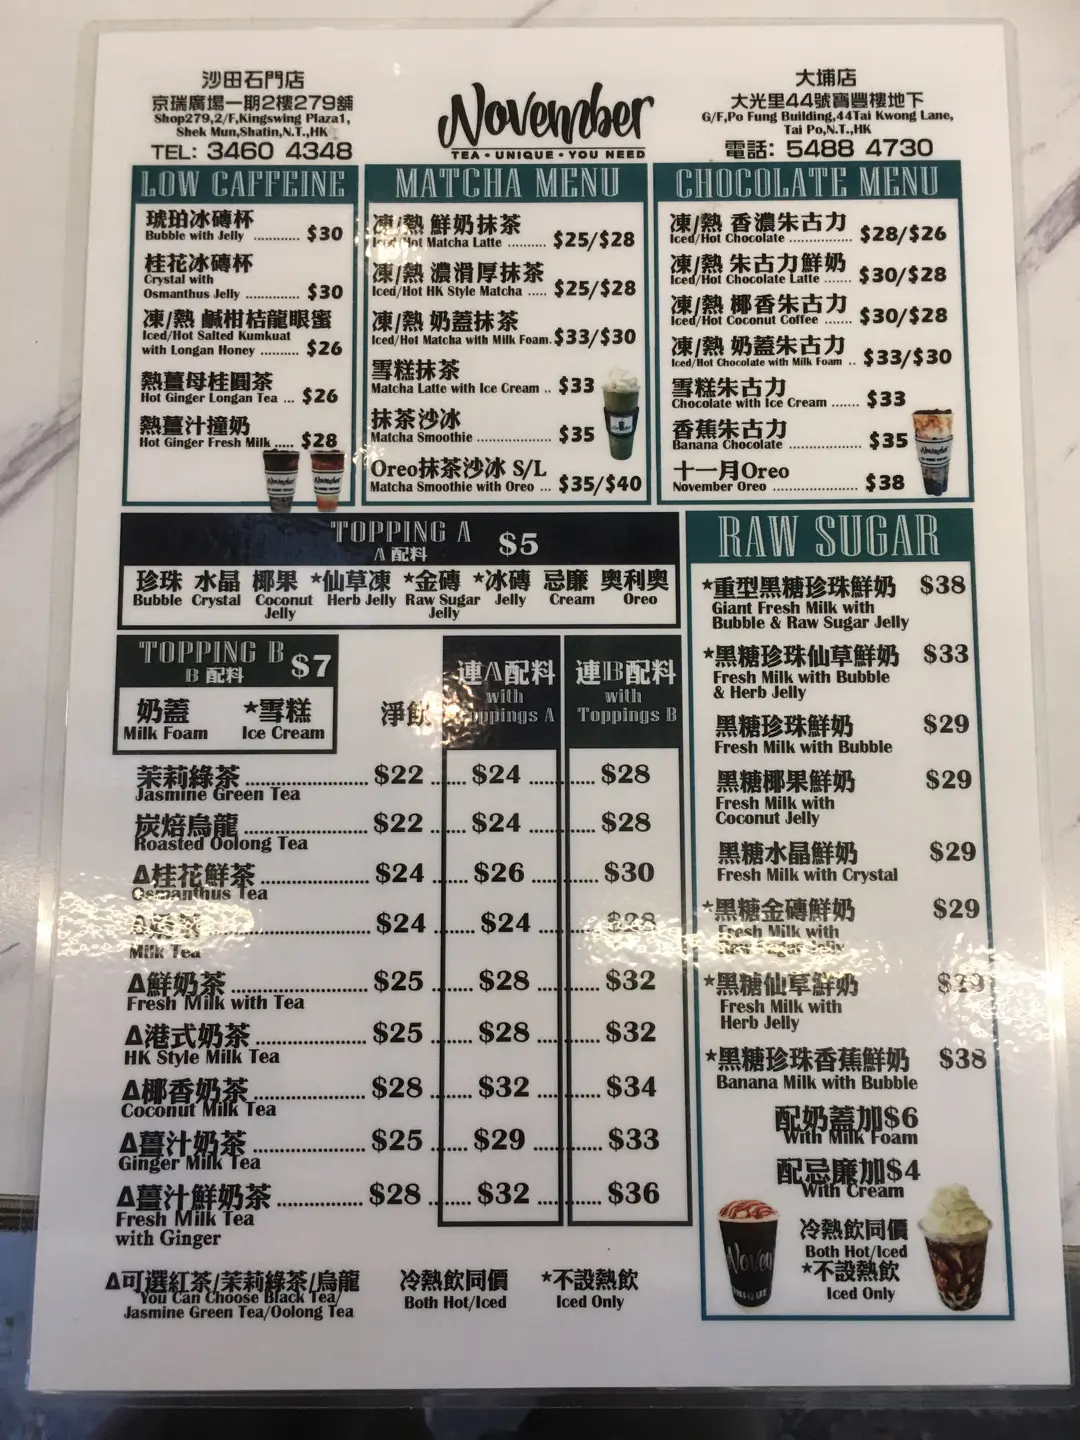 沙田石門店
京瑞廣場一期2樓279舖
Shop279,2/F,Kingswing Plaza1,
Shek Mun,Shatin,N.T.,HK
TEL: 3460 4348
November
TEA • UNIQUE • YOU NEED
大埔店
大光里44號寶豐樓地下
G/F,Po Fung Building,44Tai Kwong Lane,
Tai Po,N.T.,HK
電話: 5488 4730
LOW CAFFEINE
琥珀冰磚杯
Bubble with Jelly ........... $30
桂花冰磚杯
Crystal with
Osmanthus Jelly ............. $30
凍/熱 鹹柑桔龍眼蜜
Iced/Hot Salted Kumkuat
with Longan Honey .......... $26
熱薑母桂圓茶
Hot Ginger Longan Tea ... $26
熱薑汁撞奶
Hot Ginger Fresh Milk ..... $28
MATCHA MENU
凍/熱 鮮奶抹茶
Iced/Hot Matcha Latte ......... $25/$28
凍/熱 濃滑厚抹茶
Iced/Hot HK Style Matcha ..... $25/$28
凍/熱 奶蓋抹茶
Iced/Hot Matcha with Milk Foam. $33/$30
雪糕抹茶
Matcha Latte with Ice Cream .. $33
抹茶沙冰
Matcha Smoothie .................. $35
Oreo抹茶沙冰 S/L
Matcha Smoothie with Oreo ... $35/$40
CHOCOLATE MENU
凍/熱 香濃朱古力
Iced/Hot Chocolate ............... $28/$26
凍/熱 朱古力鮮奶
Iced/Hot Chocolate Latte ...... $30/$28
凍/熱 椰香朱古力
Iced/Hot Coconut Coffee ....... $30/$28
凍/熱 奶蓋朱古力
Iced/Hot Chocolate with Milk Foam .. $33/$30
雪糕朱古力
Chocolate with Ice Cream ....... $33
香蕉朱古力
Banana Chocolate ................... $35
十一月Oreo
November Oreo ..................... $38
TOPPING A
A 配料
$5
珍珠 水晶 椰果 *仙草凍 *金磚 *冰磚 忌廉 奧利奧
Bubble Crystal Coconut Jelly Herb Jelly Raw Sugar Jelly Jelly Cream Oreo
TOPPING B
B 配料
$7
奶蓋 *雪糕
Milk Foam Ice Cream
淨飲
連A配料
with
Toppings A
連B配料
with
Toppings B
茉莉綠茶 ........ $22 ...... $24 ...... $28
Jasmine Green Tea
炭焙烏龍 ........ $22 ...... $24 ...... $28
Roasted Oolong Tea
Δ桂花鮮茶 ........ $24 ...... $26 ...... $30
Osmanthus Tea
Δ奶茶 ........ $24 ...... $24 ...... $28
Milk Tea
Δ鮮奶茶 ........ $25 ...... $28 ...... $32
Fresh Milk with Tea
Δ港式奶茶 ........ $25 ...... $28 ...... $32
HK Style Milk Tea
Δ椰香奶茶 ........ $28 ...... $32 ...... $34
Coconut Milk Tea
Δ薑汁奶茶 ........ $25 ...... $29 ...... $33
Ginger Milk Tea
Δ薑汁鮮奶茶 ........ $28 ...... $32 ...... $36
Fresh Milk Tea
with Ginger
Δ可選紅茶/茉莉綠茶/烏龍
You Can Choose Black Tea/
Jasmine Green Tea/Oolong Tea
冷熱飲同價
Both Hot/Iced
*不設熱飲
Iced Only
RAW SUGAR
*重型黑糖珍珠鮮奶 $38
Giant Fresh Milk with
Bubble & Raw Sugar Jelly
*黑糖珍珠仙草鮮奶 $33
Fresh Milk with Bubble
& Herb Jelly
黑糖珍珠鮮奶 $29
Fresh Milk with Bubble
黑糖椰果鮮奶 $29
Fresh Milk with
Coconut Jelly
黑糖水晶鮮奶 $29
Fresh Milk with Crystal
*黑糖金磚鮮奶 $29
Fresh Milk with
Raw Sugar Jelly
*黑糖仙草鮮奶 $29
Fresh Milk with
Herb Jelly
*黑糖珍珠香蕉鮮奶 $38
Banana Milk with Bubble
配奶蓋加$6
With Milk Foam
配忌廉加$4
With Cream
冷熱飲同價
Both Hot/Iced
*不設熱飲
Iced Only